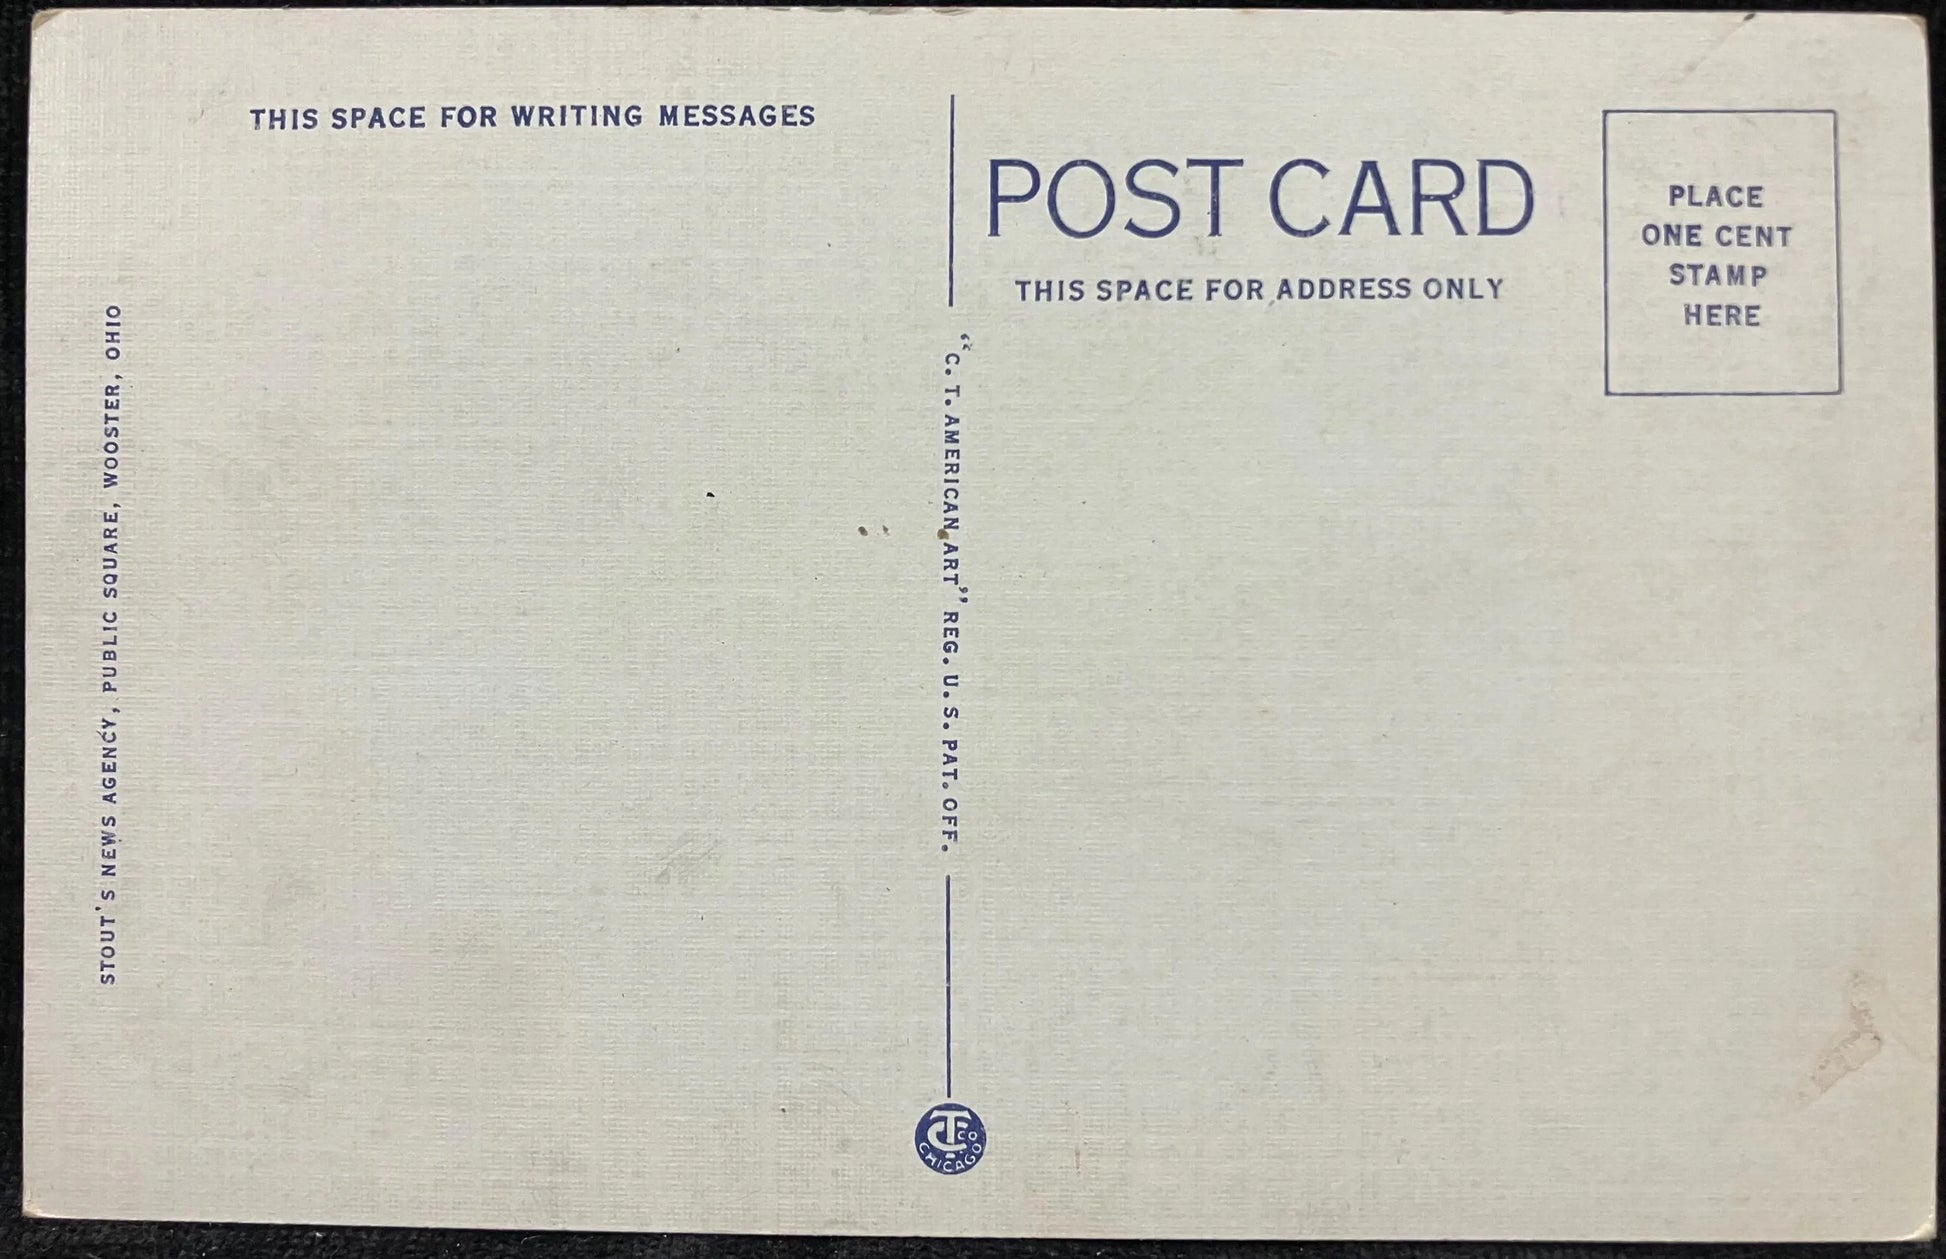 THIS SPACE FOR WRITING MESSAGES
POST CARD
THIS SPACE FOR ADDRESS ONLY
PLACE
ONE CENT
STAMP
HERE
STOUT'S NEWS AGENCY, PUBLIC SQUARE, WOOSTER, OHIO
“C. T. AMERICAN ART” REG. U. S. PAT. OFF.
CT CO
CHICAGO